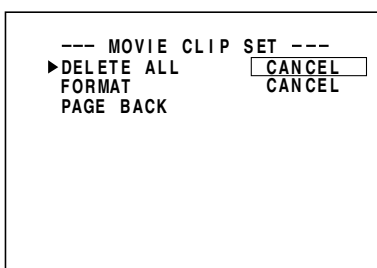 --- MOVIE CLIP SET ---
►DELETE ALL CANCEL
FORMAT CANCEL
PAGE BACK